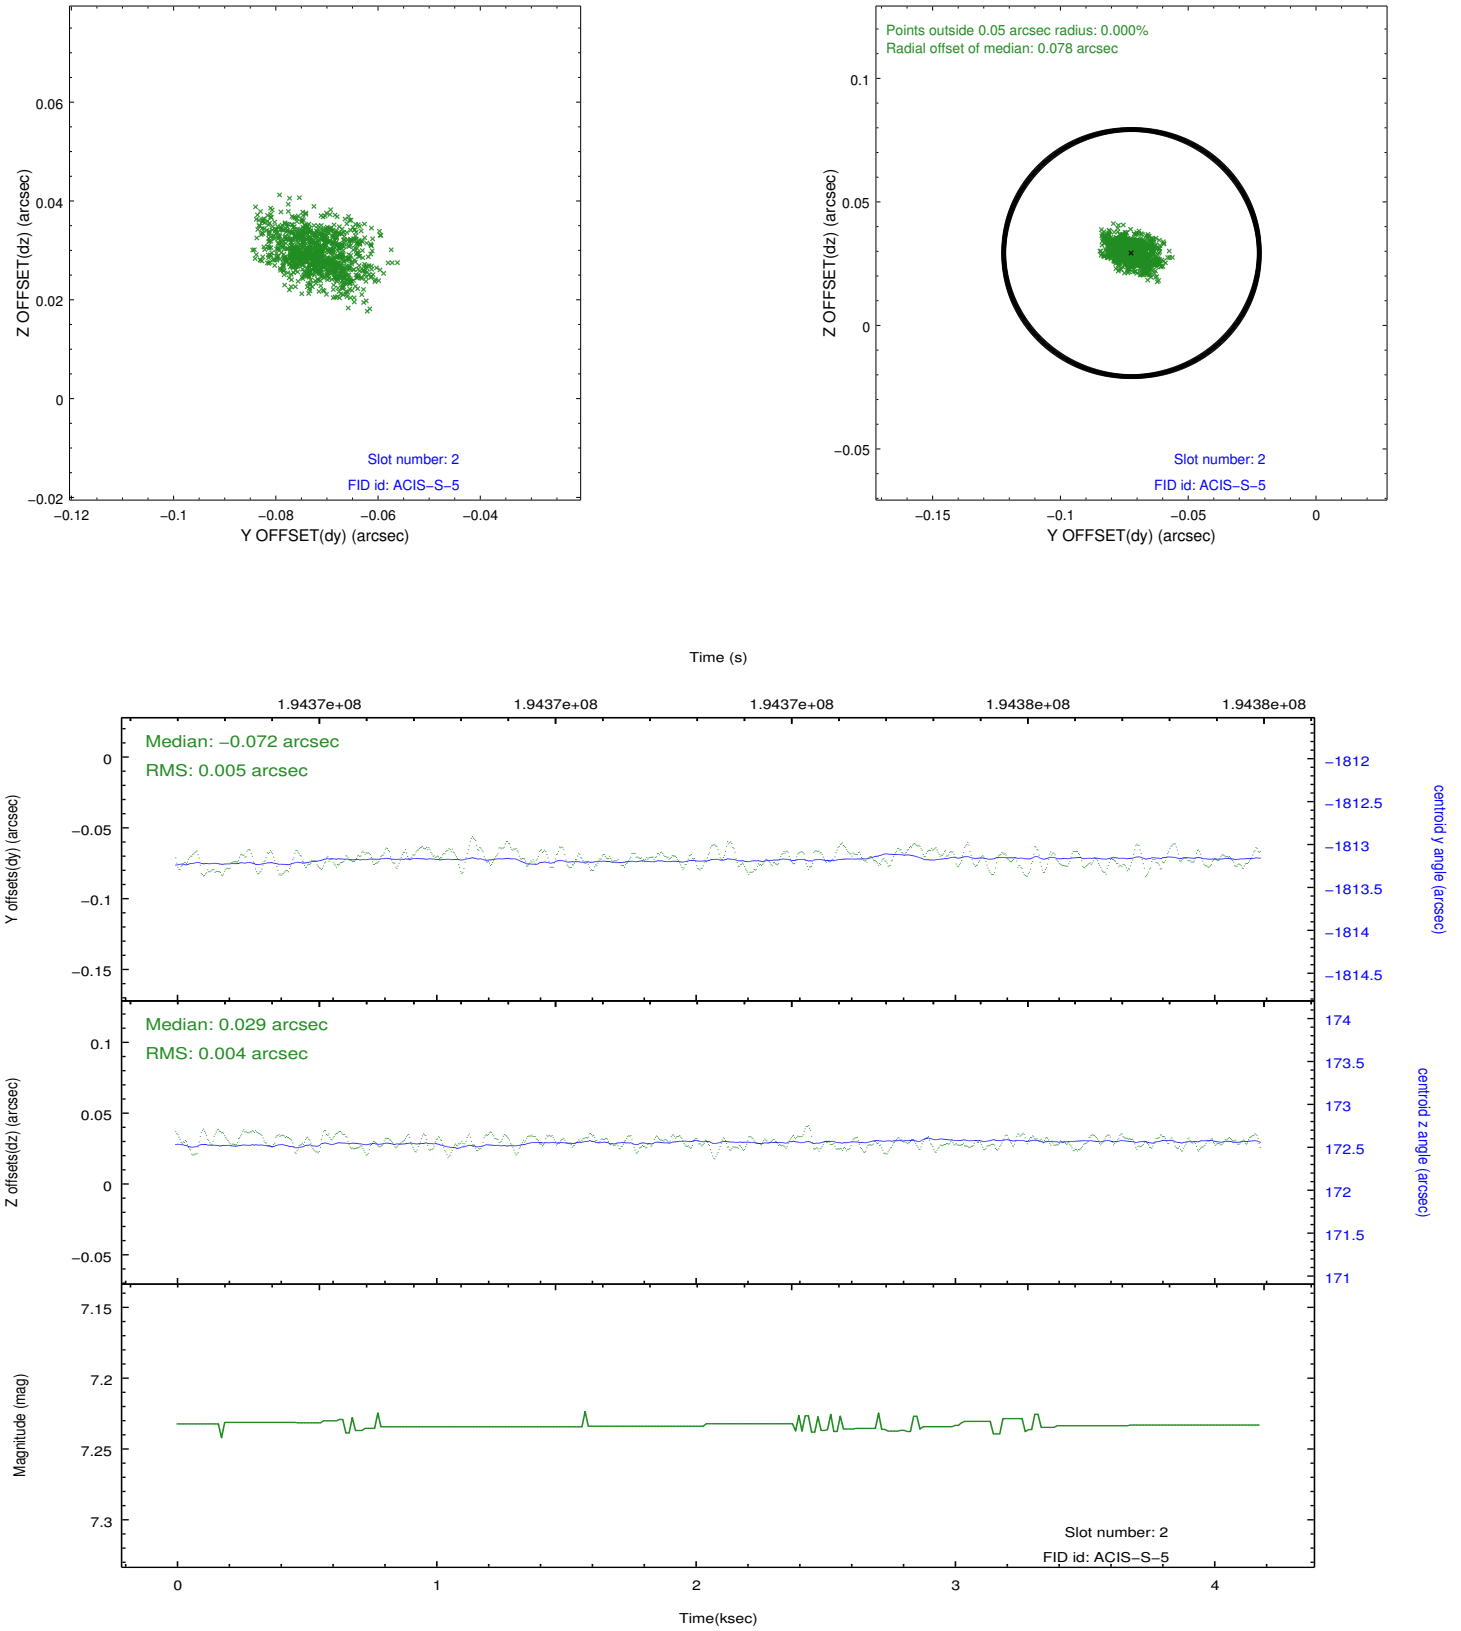 0.06
0.04
0.02
0
−0.02
−0.12
−0.1
−0.08
−0.06
−0.04
Z OFFSET(dz) (arcsec)
Y OFFSET(dy) (arcsec)
Slot number: 2
FID id: ACIS−S−5
Points outside 0.05 arcsec radius: 0.000%
Radial offset of median: 0.078 arcsec
0.1
0.05
0
−0.05
−0.15
−0.1
−0.05
0
Z OFFSET(dz) (arcsec)
Y OFFSET(dy) (arcsec)
Slot number: 2
FID id: ACIS−S−5
Time (s)
1.9437e+08
1.9437e+08
1.9437e+08
1.9438e+08
1.9438e+08
Median: −0.072 arcsec
RMS: 0.005 arcsec
0
−0.05
−0.1
−0.15
Y offsets(dy) (arcsec)
−1812
−1812.5
−1813
−1813.5
−1814
−1814.5
centroid y angle (arcsec)
Median: 0.029 arcsec
RMS: 0.004 arcsec
0.1
0.05
0
−0.05
Z offsets(dz) (arcsec)
174
173.5
173
172.5
172
171.5
171
centroid z angle (arcsec)
7.15
7.2
7.25
7.3
Magnitude (mag)
Slot number: 2
FID id: ACIS−S−5
0
1
2
3
4
Time(ksec)